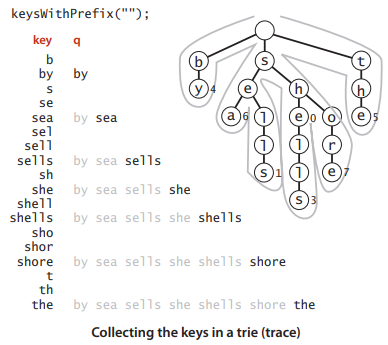 keysWithPrefix("");
key q
b
by by
s
se
sea by sea
sel
sell
sells by sea sells
sh
she by sea sells she
shell
shells by sea sells she shells
sho
shor
shore by sea sells she shells shore
t
th
the by sea sells she shells shore the
b s t
y 4 e h h
a 6 l e 0 o e 5
l l r
s 1 l e 7
s 3
Collecting the keys in a trie (trace)